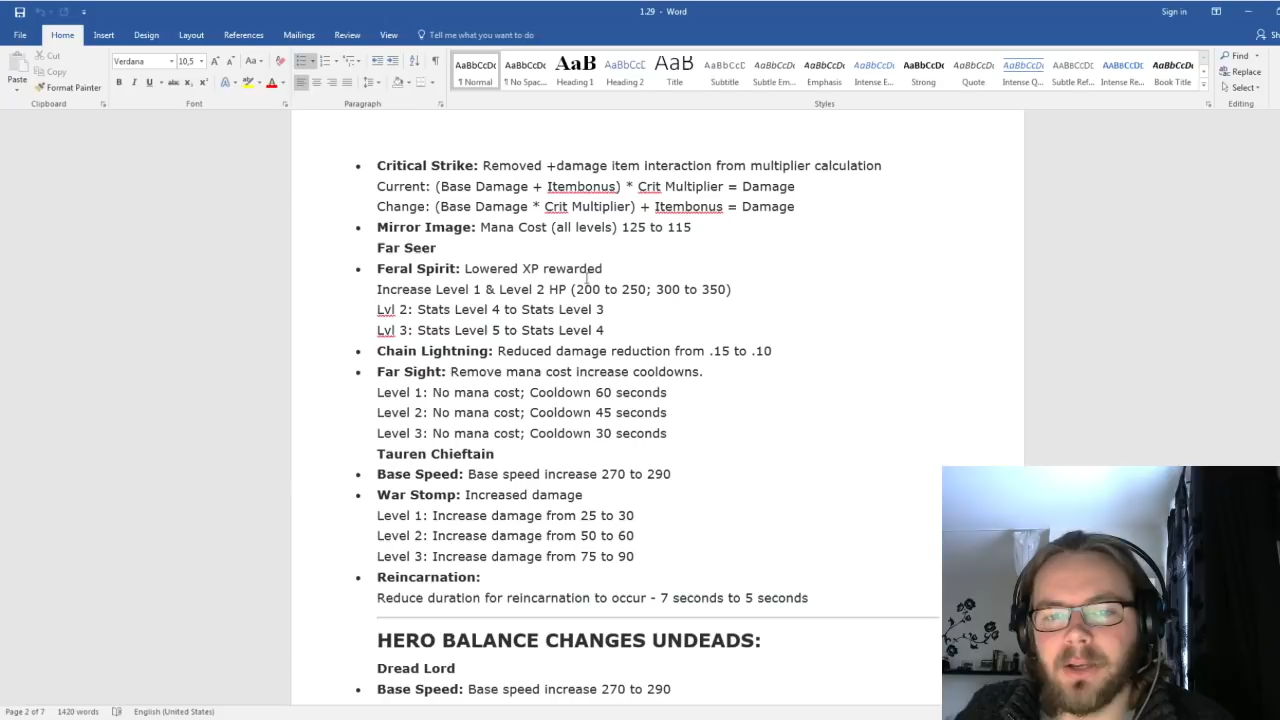 1.29 - Word
Sign in
File Home Insert Design Layout References Mailings Review View Tell me what you want to do Sh
Paste
Cut
Copy
Format Painter
Clipboard
Verdana 10,5
Font
Paragraph
AaBbCcDc AaBbCcDc AaB AaBbCcD AaB AaBbCcD AaBbCcDc AaBbCcDc AaBbCcDc AaBbCcDc AaBbCcDc AaBbCcDc AaBbCcDc AaBbCcDc AaBbCcDc
¶ Normal ¶ No Spac... Heading 1 Heading 2 Title Subtitle Subtle Em... Emphasis Intense E... Strong Quote Intense Q... Subtle Ref... Intense Re... Book Title
Styles
Find
Replace
Select
Editing
• Critical Strike: Removed +damage item interaction from multiplier calculation
Current: (Base Damage + Itembonus) * Crit Multiplier = Damage
Change: (Base Damage * Crit Multiplier) + Itembonus = Damage
• Mirror Image: Mana Cost (all levels) 125 to 115
Far Seer
• Feral Spirit: Lowered XP rewarded
Increase Level 1 & Level 2 HP (200 to 250; 300 to 350)
Lvl 2: Stats Level 4 to Stats Level 3
Lvl 3: Stats Level 5 to Stats Level 4
• Chain Lightning: Reduced damage reduction from .15 to .10
• Far Sight: Remove mana cost increase cooldowns.
Level 1: No mana cost; Cooldown 60 seconds
Level 2: No mana cost; Cooldown 45 seconds
Level 3: No mana cost; Cooldown 30 seconds
Tauren Chieftain
• Base Speed: Base speed increase 270 to 290
• War Stomp: Increased damage
Level 1: Increase damage from 25 to 30
Level 2: Increase damage from 50 to 60
Level 3: Increase damage from 75 to 90
• Reincarnation:
Reduce duration for reincarnation to occur - 7 seconds to 5 seconds
HERO BALANCE CHANGES UNDEADS:
Dread Lord
• Base Speed: Base speed increase 270 to 290
Page 2 of 7 1420 words English (United States)